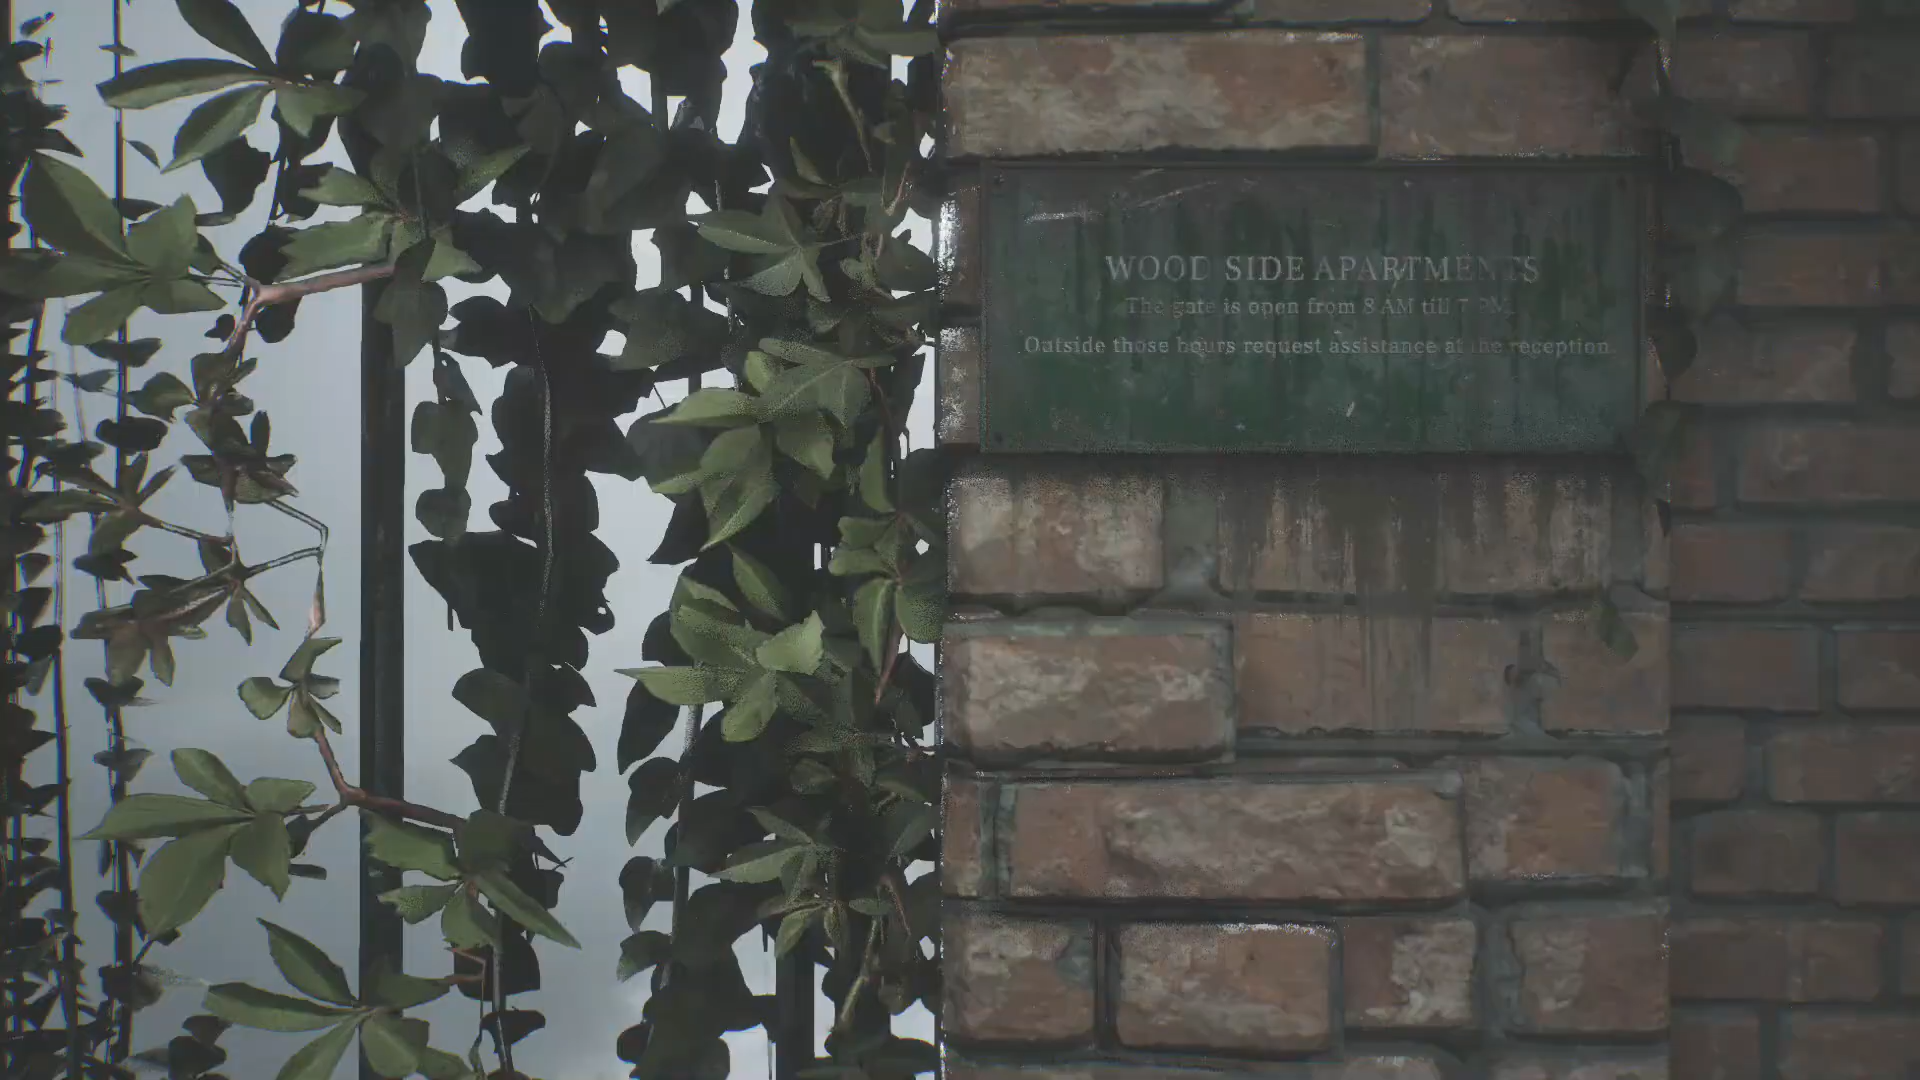 WOOD SIDE APARTMENTS
The gate is open from 8 AM till 7 PM.
Outside those hours request assistance at the reception.